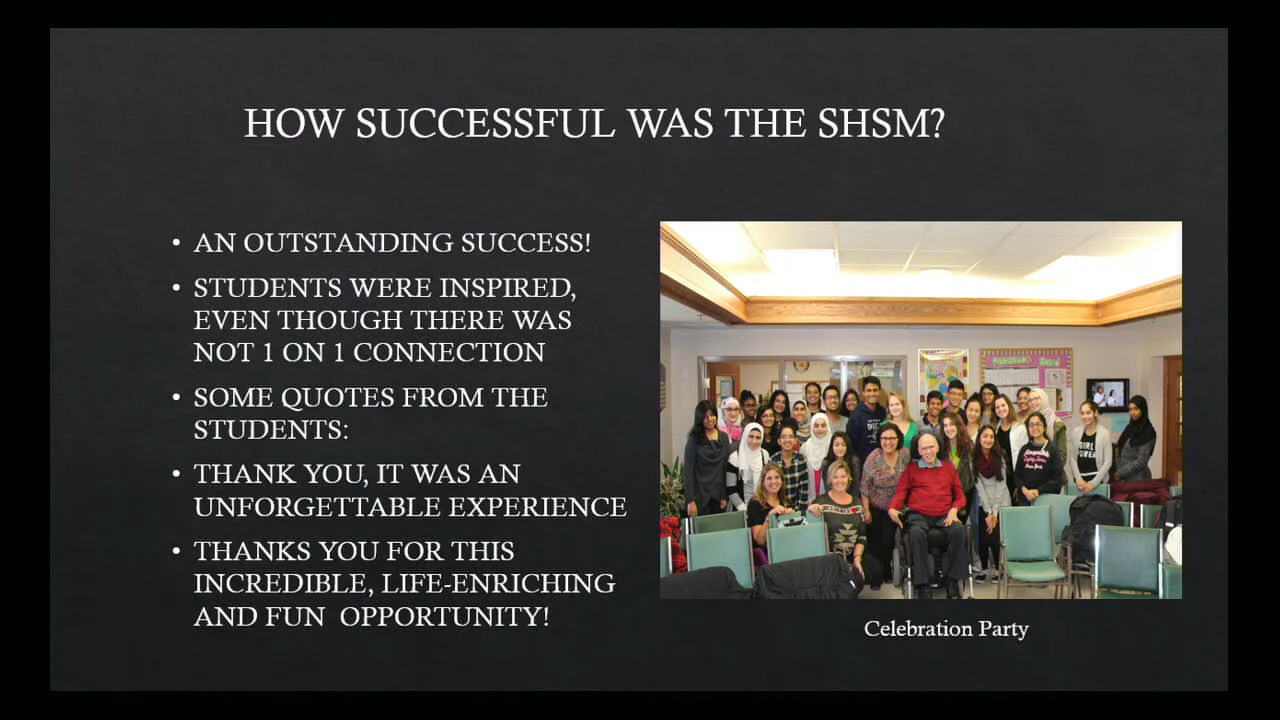 HOW SUCCESSFUL WAS THE SHSM?
• AN OUTSTANDING SUCCESS!
• STUDENTS WERE INSPIRED,
EVEN THOUGH THERE WAS
NOT 1 ON 1 CONNECTION
• SOME QUOTES FROM THE
STUDENTS:
• THANK YOU, IT WAS AN
UNFORGETTABLE EXPERIENCE
• THANKS YOU FOR THIS
INCREDIBLE, LIFE-ENRICHING
AND FUN  OPPORTUNITY!
GIRL
POWER
Celebration Party